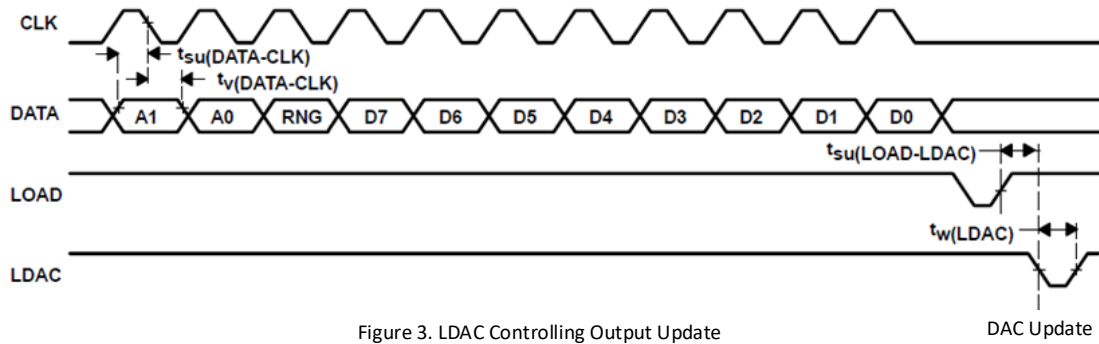 CLK
tsu(DATA-CLK)
tv(DATA-CLK)
DATA
A1 A0 RNG D7 D6 D5 D4 D3 D2 D1 D0
tsu(LOAD-LDAC)
LOAD
tw(LDAC)
LDAC
Figure 3. LDAC Controlling Output Update
DAC Update